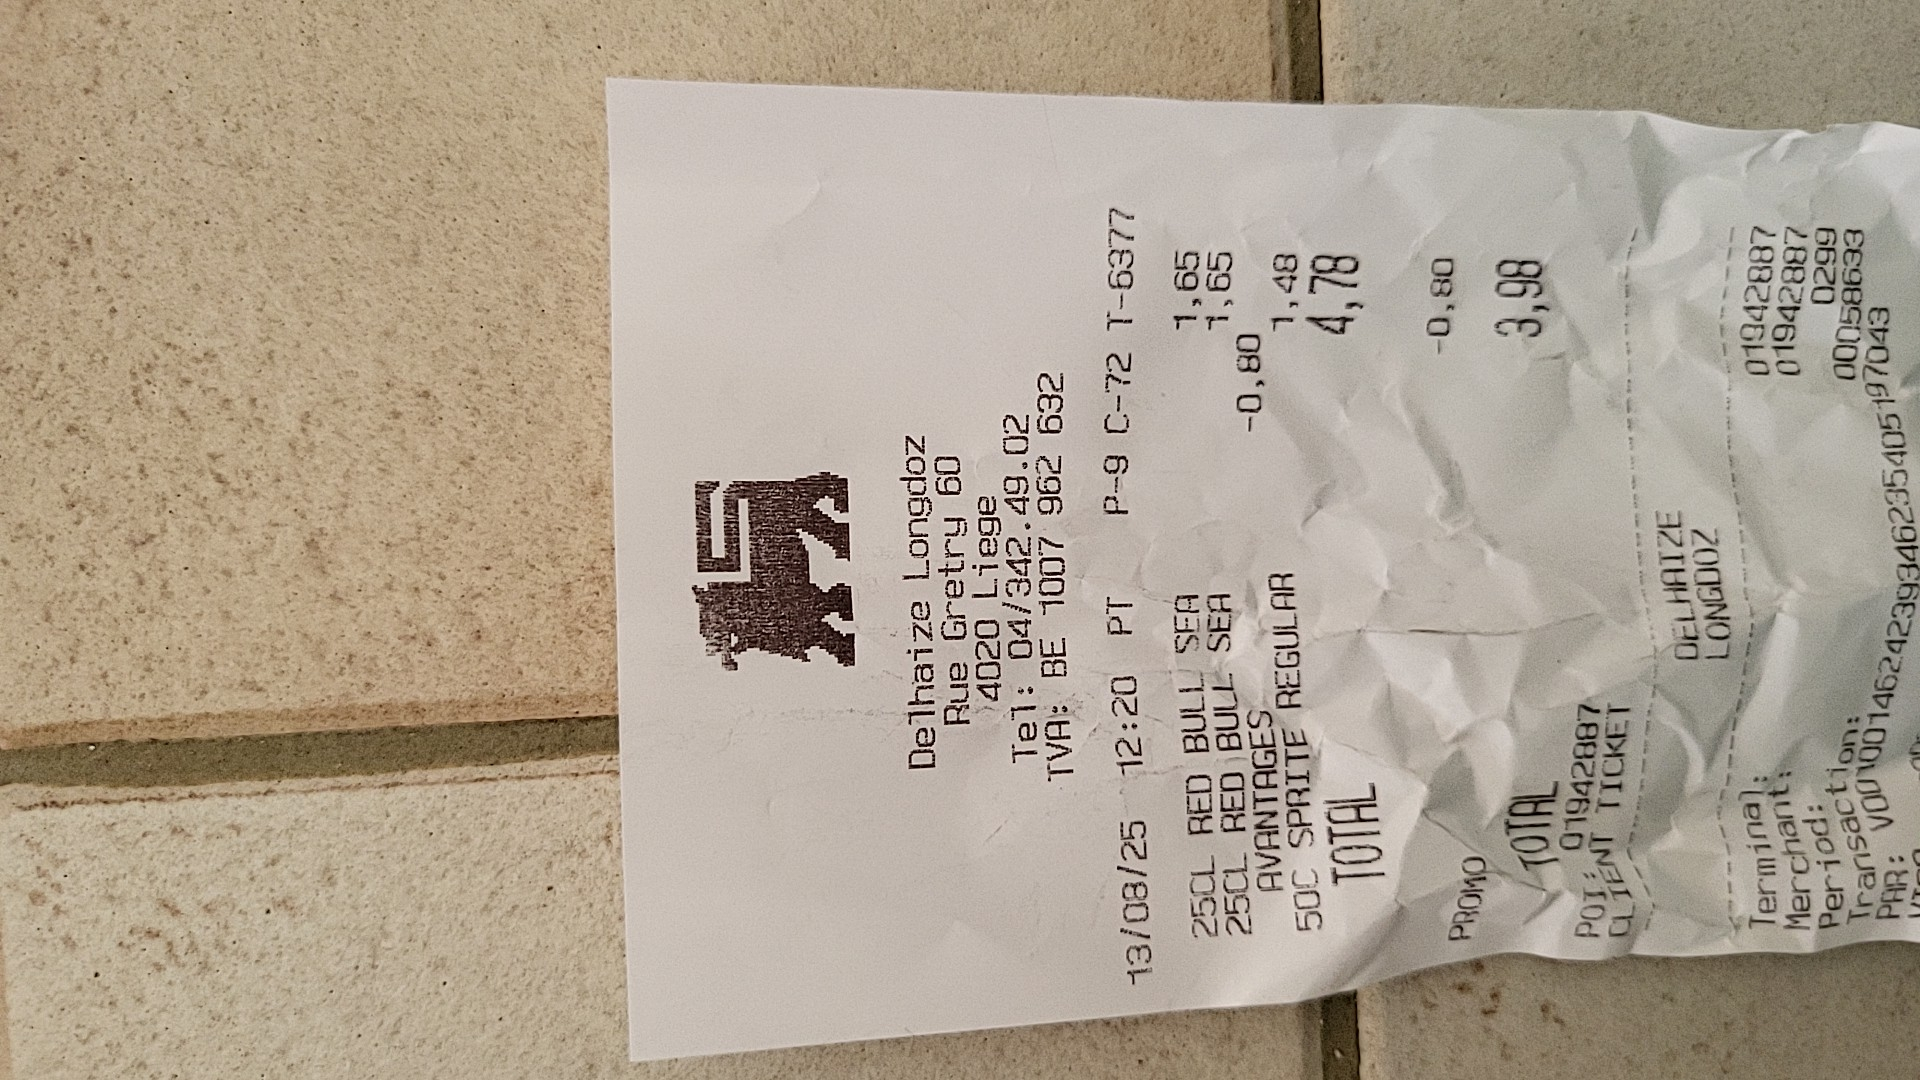 Delhaize Longdoz
Rue Gretry 60
4020 Liege
Tel: 04/342.49.02
TVA: BE 1007 962 632
13/08/25 12:20 PT P-9 C-72 T-6377
25CL RED BULL SEA 1,65
25CL RED BULL SEA 1,65
AVANTAGES -0,80
50C SPRITE REGULAR 1,48
TOTAL 4,78
PROMO -0,80
TOTAL 3,98
POI: 01942887
CLIENT TICKET
DELHAIZE
LONGDOZ
Terminal: 01942887
Merchant: 01942887
Period: 0299
Transaction: 00058633
PAR: V0010014624239346235405197043